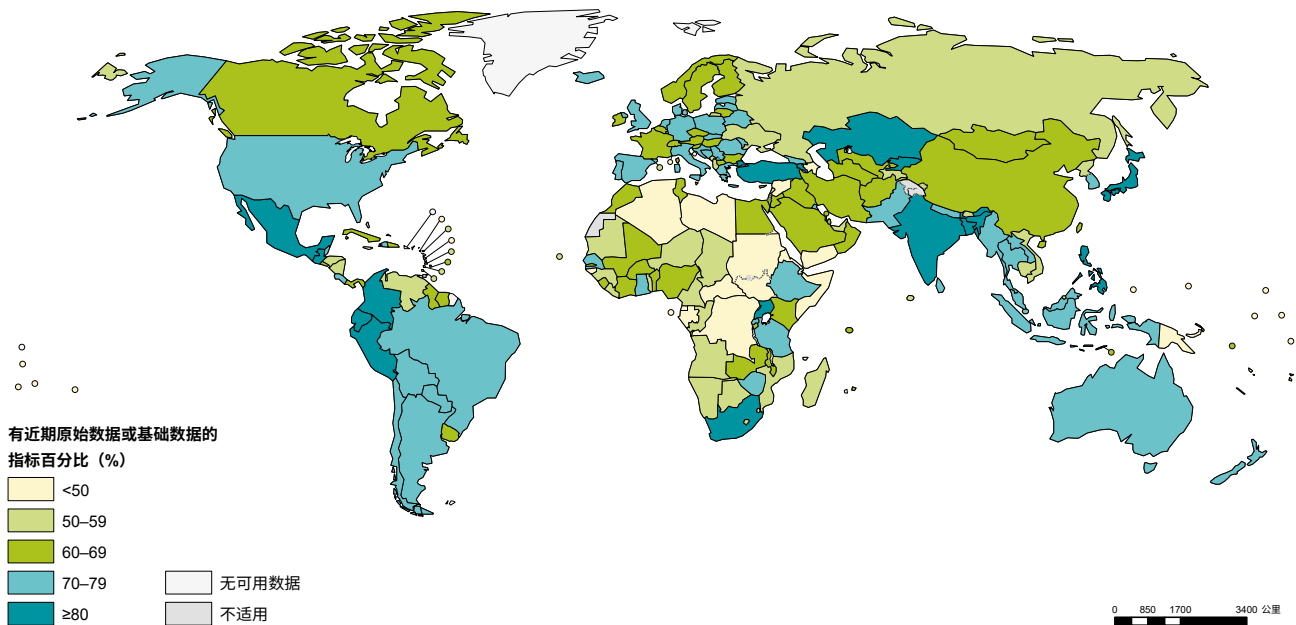 有近期原始数据或基础数据的
指标百分比（%）
<50
50–59
60–69
70–79
≥80
无可用数据
不适用
0 850 1700 3400 公里